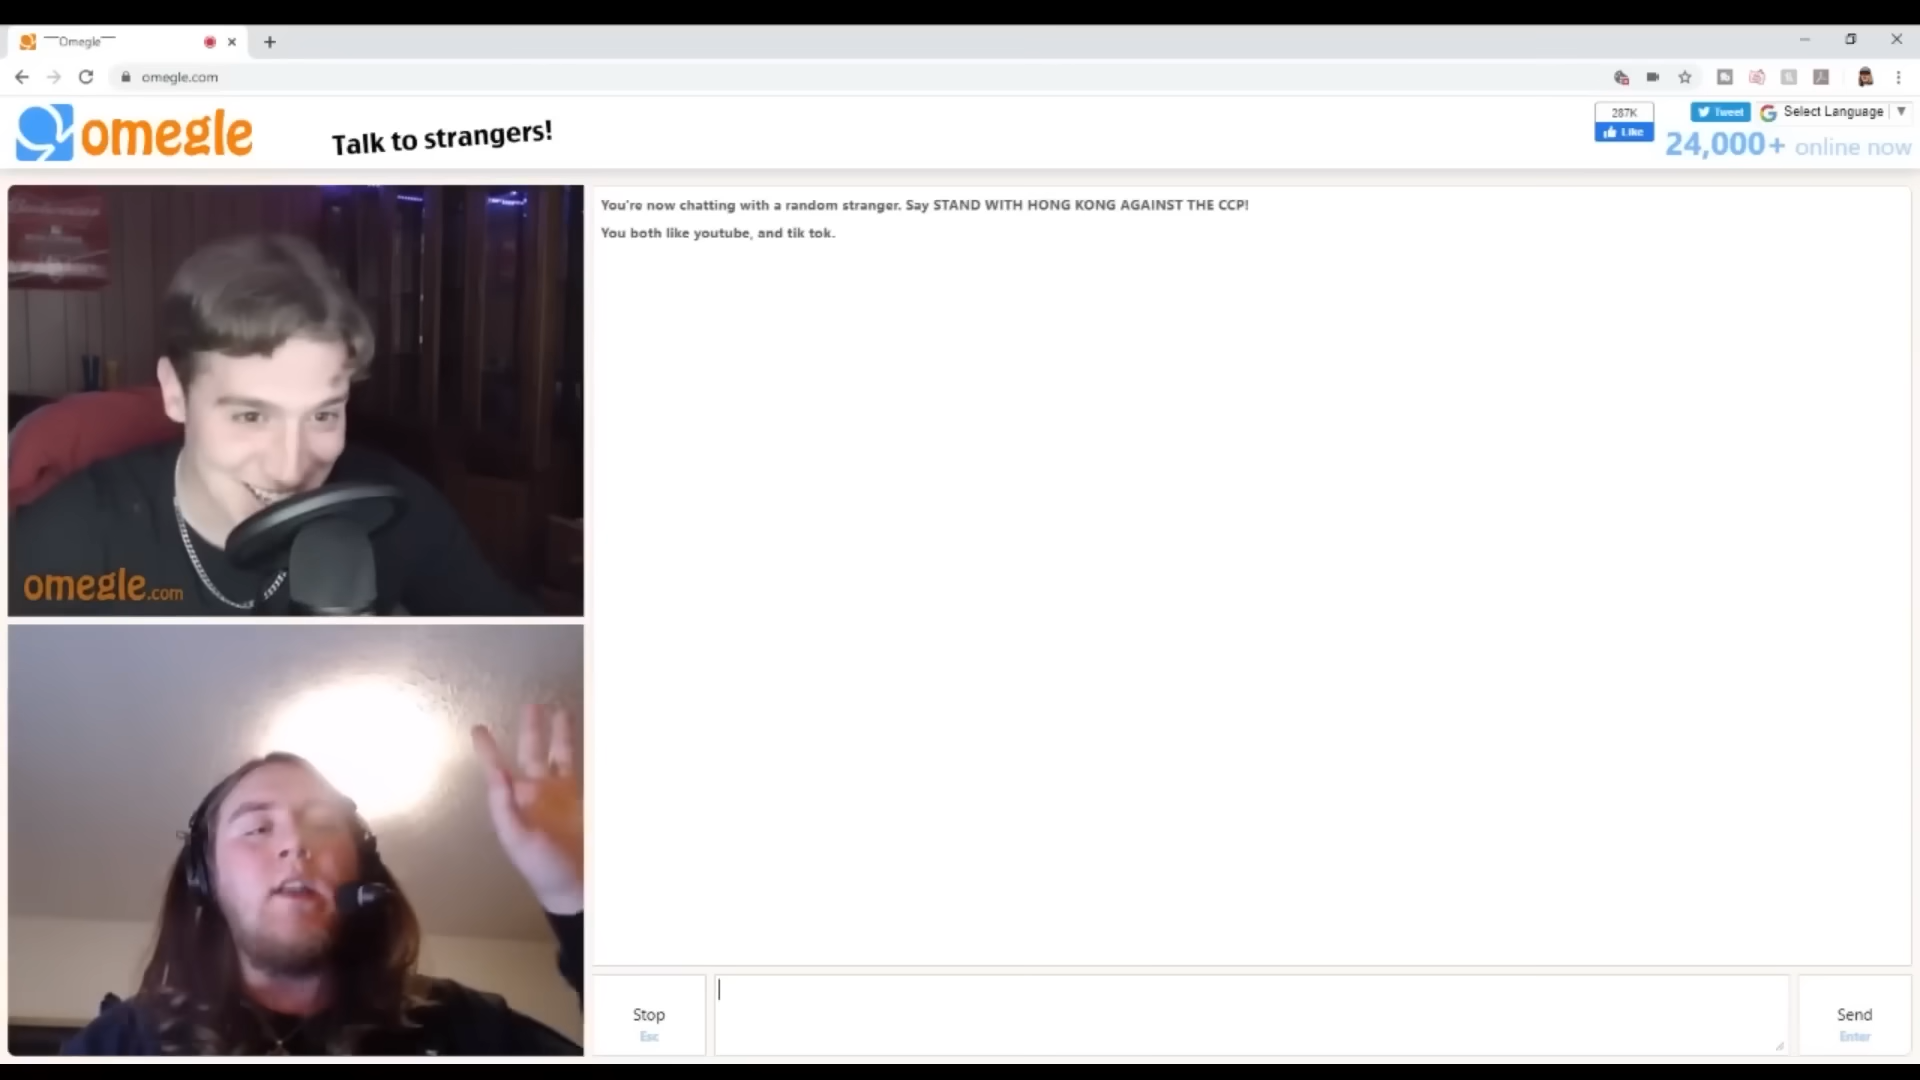 Omegle
omegle.com
omegle
Talk to strangers!
287K
Like
Tweet
Select Language
24,000+ online now
You're now chatting with a random stranger. Say STAND WITH HONG KONG AGAINST THE CCP!
You both like youtube, and tik tok.
omegle.com
Stop
Esc
Send
Enter